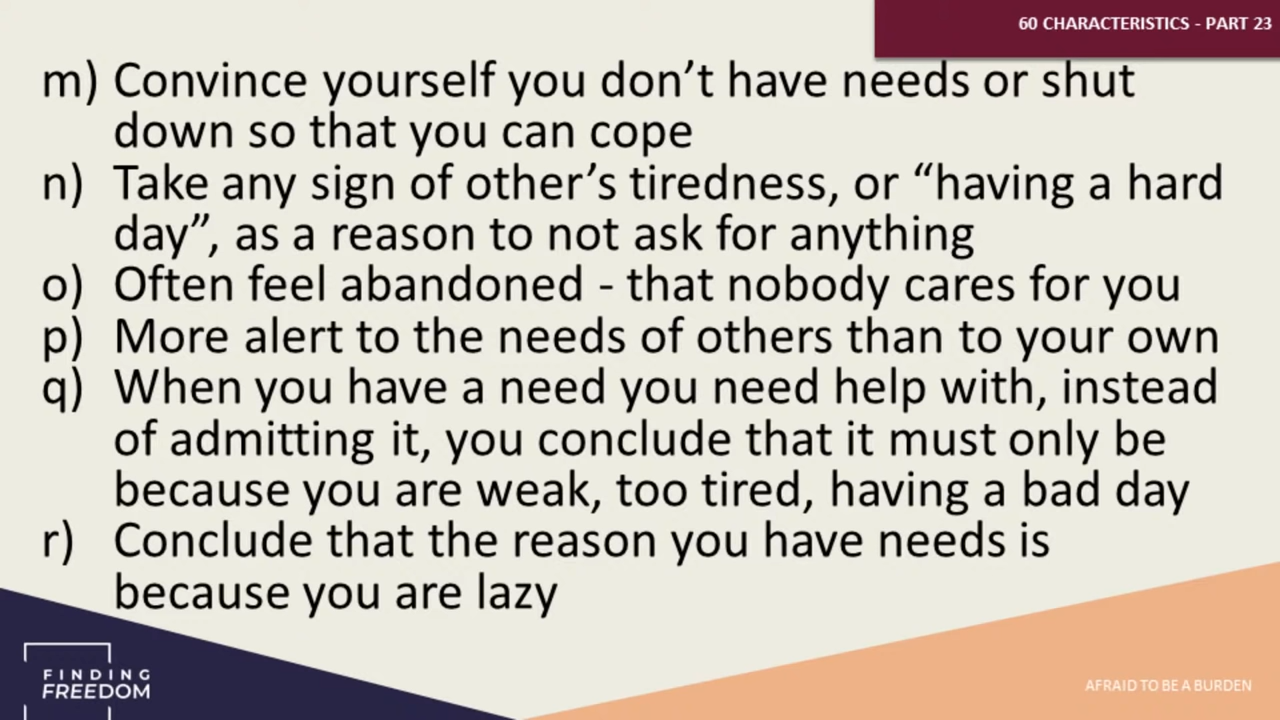 60 CHARACTERISTICS - PART 23
m) Convince yourself you don't have needs or shut
down so that you can cope
n) Take any sign of other's tiredness, or “having a hard
day”, as a reason to not ask for anything
o) Often feel abandoned - that nobody cares for you
p) More alert to the needs of others than to your own
q) When you have a need you need help with, instead
of admitting it, you conclude that it must only be
because you are weak, too tired, having a bad day
r) Conclude that the reason you have needs is
because you are lazy
FINDING
FREEDOM
AFRAID TO BE A BURDEN